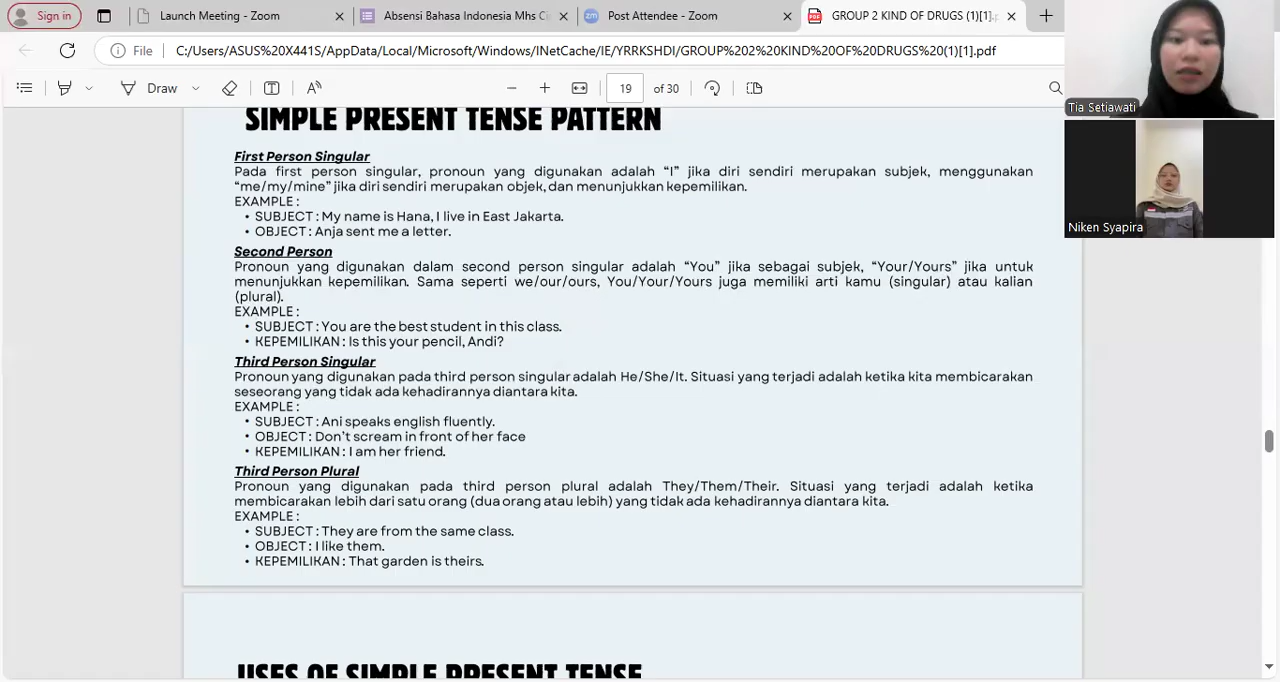 Sign in
Launch Meeting - Zoom
Absensi Bahasa Indonesia Mhs Ci
zm
Post Attendee - Zoom
PDF
GROUP 2 KIND OF DRUGS (1)[1].p
File
C:/Users/ASUS%20X441S/AppData/Local/Microsoft/Windows/INetCache/IE/YRRKSHDI/GROUP%202%20KIND%20OF%20DRUGS%20(1)[1].pdf
Draw
19
of 30
Tia Setiawati
Niken Syapira
SIMPLE PRESENT TENSE PATTERN
First Person Singular
Pada first person singular, pronoun yang digunakan adalah “I” jika diri sendiri merupakan subjek, menggunakan
“me/my/mine” jika diri sendiri merupakan objek, dan menunjukkan kepemilikan.
EXAMPLE :
• SUBJECT : My name is Hana, I live in East Jakarta.
• OBJECT : Anja sent me a letter.
Second Person
Pronoun yang digunakan dalam second person singular adalah “You” jika sebagai subjek, “Your/Yours” jika untuk
menunjukkan kepemilikan. Sama seperti we/our/ours, You/Your/Yours juga memiliki arti kamu (singular) atau kalian
(plural).
EXAMPLE :
• SUBJECT : You are the best student in this class.
• KEPEMILIKAN : Is this your pencil, Andi?
Third Person Singular
Pronoun yang digunakan pada third person singular adalah He/She/It. Situasi yang terjadi adalah ketika kita membicarakan
seseorang yang tidak ada kehadirannya diantara kita.
EXAMPLE :
• SUBJECT : Ani speaks english fluently.
• OBJECT : Don’t scream in front of her face
• KEPEMILIKAN : I am her friend.
Third Person Plural
Pronoun yang digunakan pada third person plural adalah They/Them/Their. Situasi yang terjadi adalah ketika
membicarakan lebih dari satu orang (dua orang atau lebih) yang tidak ada kehadirannya diantara kita.
EXAMPLE :
• SUBJECT : They are from the same class.
• OBJECT : I like them.
• KEPEMILIKAN : That garden is theirs.
USES OF SIMPLE PRESENT TENSE